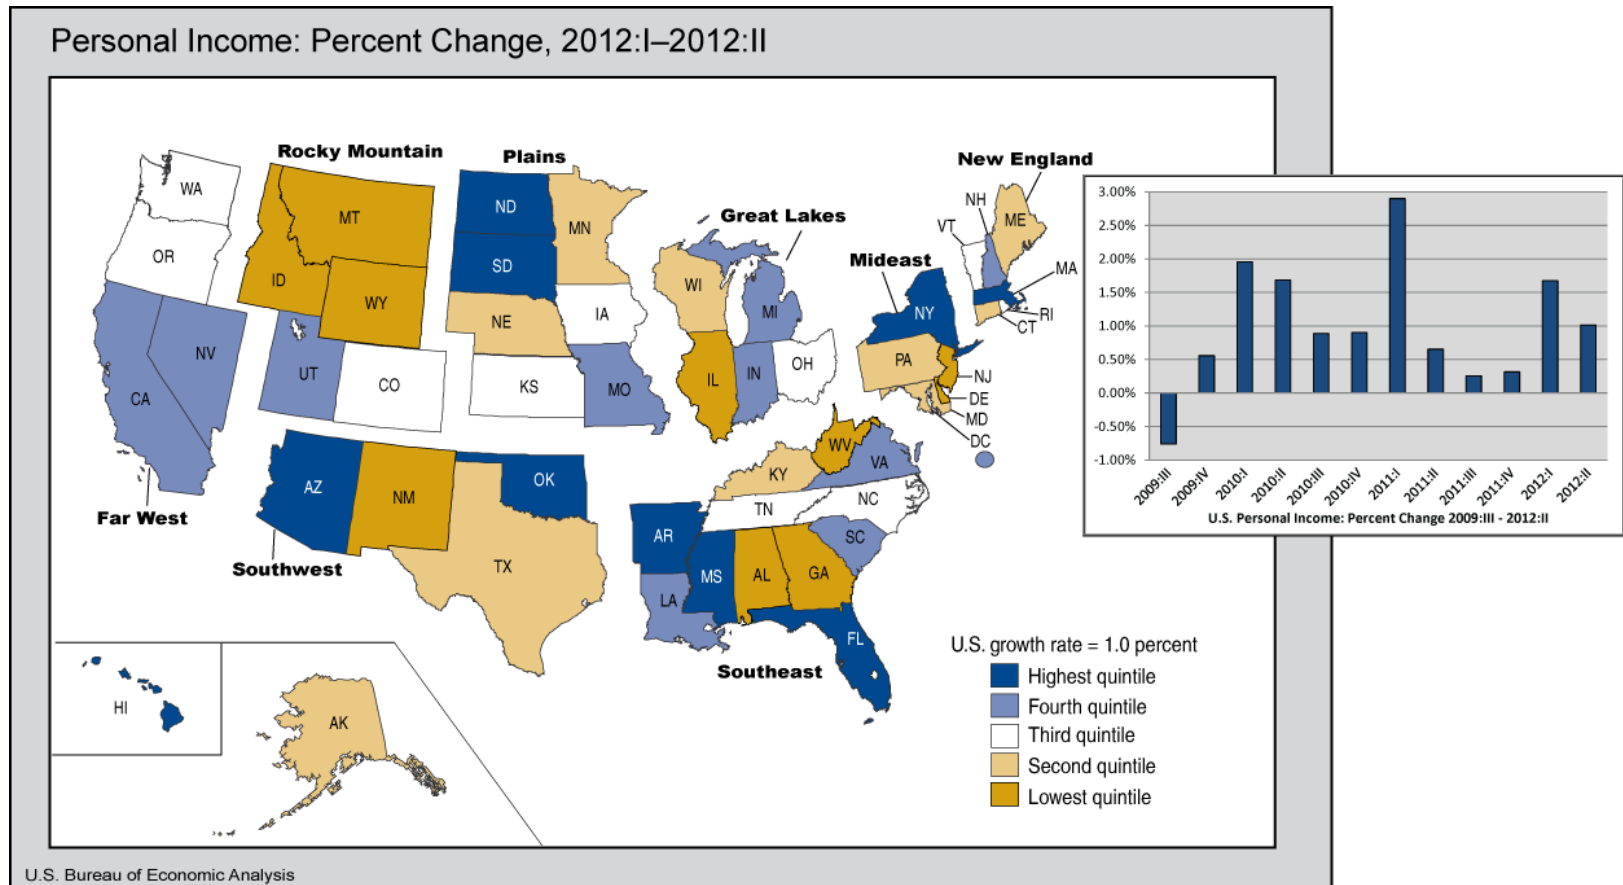 Personal Income: Percent Change, 2012:I–2012:II
Rocky Mountain
Plains
New England
Great Lakes
Mideast
Far West
Southwest
Southeast
WA
OR
CA
NV
ID
MT
WY
UT
CO
AZ
NM
ND
SD
NE
KS
MN
IA
MO
OK
TX
WI
MI
IL
IN
OH
AR
LA
MS
AL
GA
FL
KY
TN
WV
VA
NC
SC
NY
PA
NJ
DE
MD
DC
VT
NH
ME
MA
RI
CT
HI
AK
U.S. growth rate = 1.0 percent
Highest quintile
Fourth quintile
Third quintile
Second quintile
Lowest quintile
3.00%
2.50%
2.00%
1.50%
1.00%
0.50%
0.00%
-0.50%
-1.00%
2009:III
2009:IV
2010:I
2010:II
2010:III
2010:IV
2011:I
2011:II
2011:III
2011:IV
2012:I
2012:II
U.S. Personal Income: Percent Change 2009:III - 2012:II
U.S. Bureau of Economic Analysis